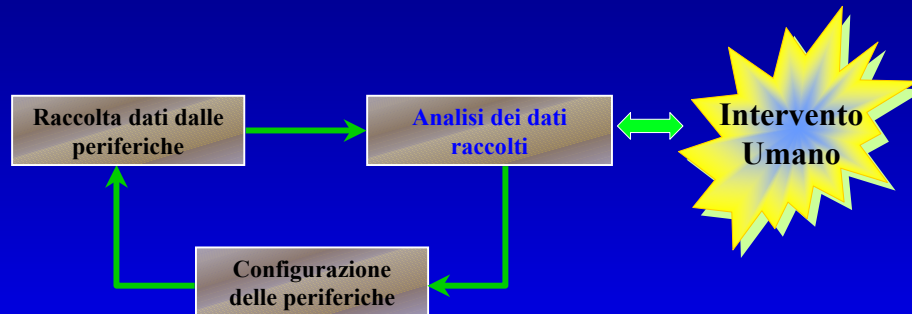 Raccolta dati dalle
periferiche
Analisi dei dati
raccolti
Intervento
Umano
Configurazione
delle periferiche